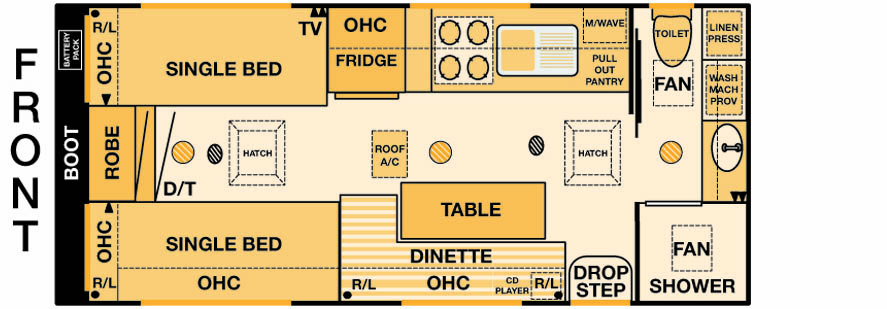 FRONT
BATTERY
PACK
BOOT
R/L
OHC
SINGLE BED
TV
OHC
FRIDGE
M/WAVE
PULL
OUT
PANTRY
TOILET
FAN
LINEN
PRESS
WASH
MACH
PROV
ROBE
D/T
HATCH
ROOF
A/C
HATCH
TABLE
OHC
R/L
SINGLE BED
OHC
DINETTE
R/L
OHC
CD
PLAYER
R/L
DROP
STEP
FAN
SHOWER